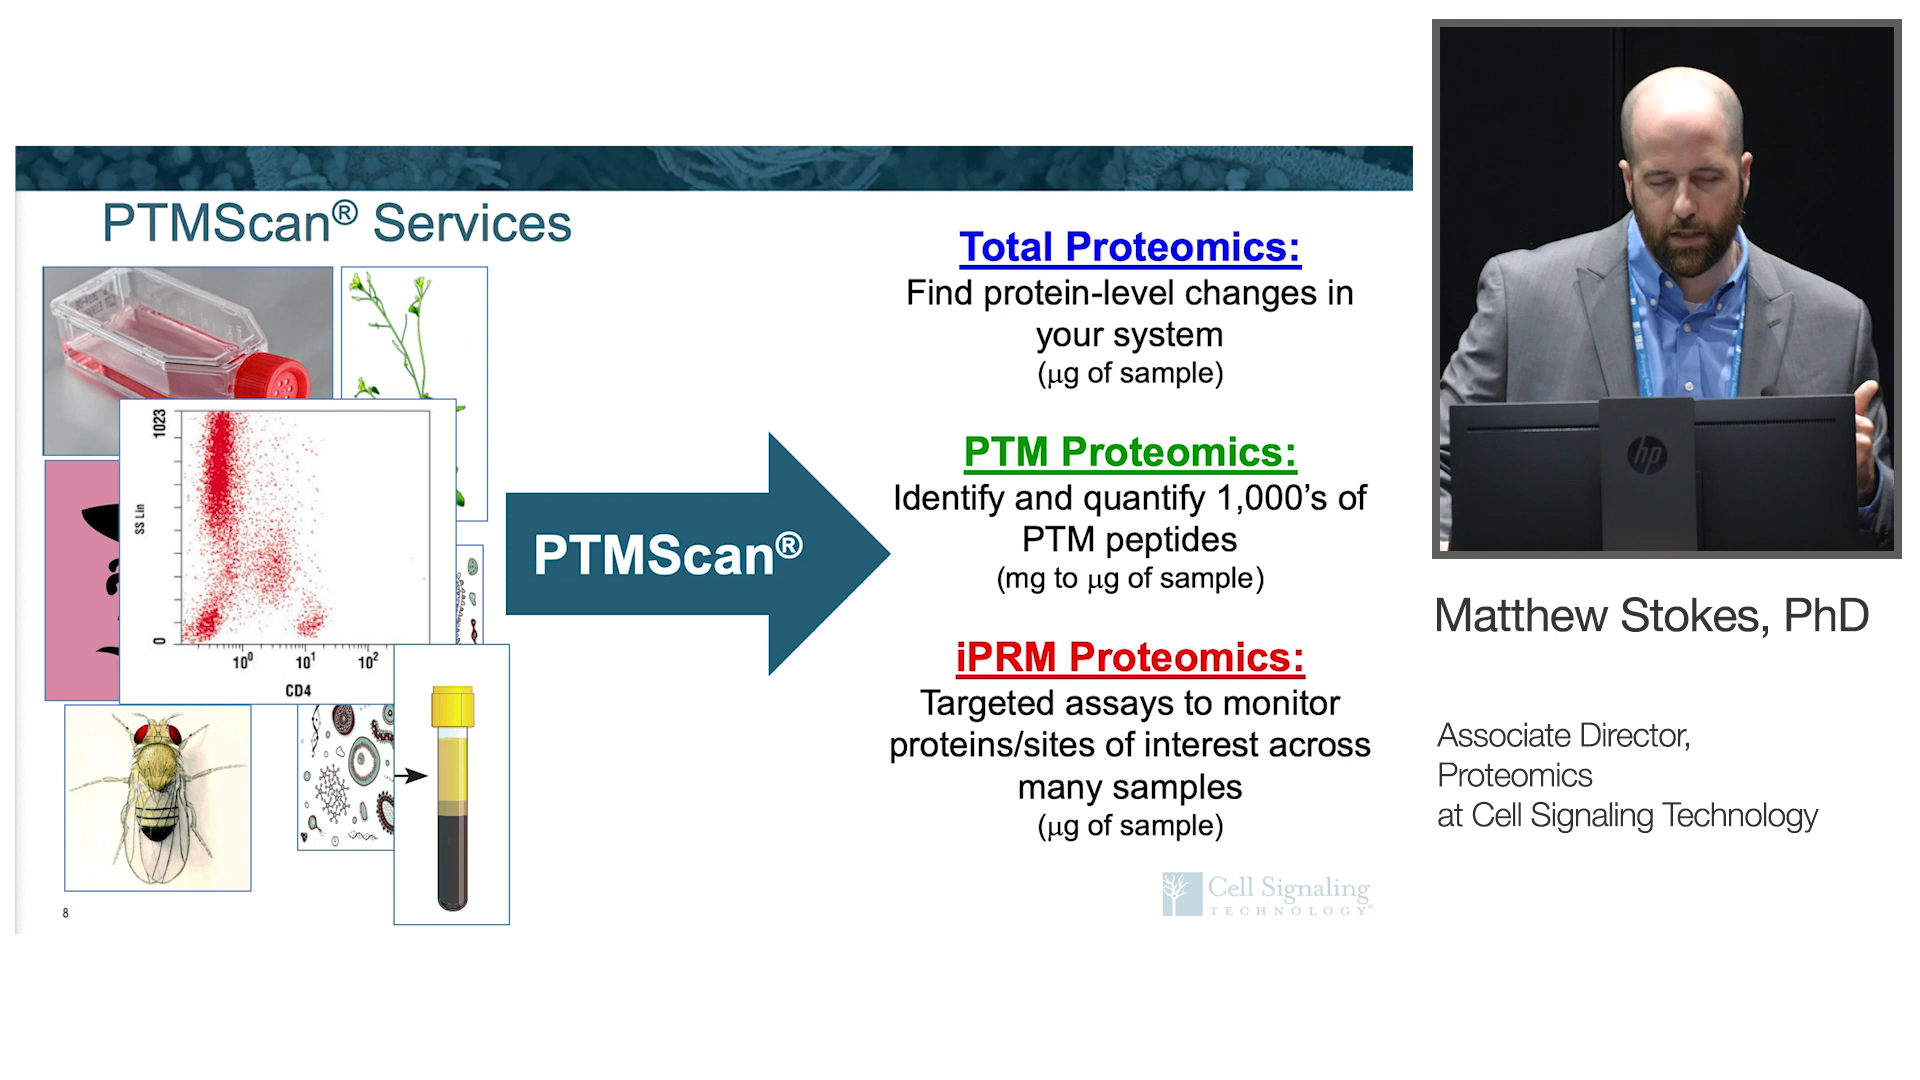 PTMScan® Services
1023
SS Lin
0
10⁰ 10¹ 10²
CD4
8
PTMScan®
Total Proteomics:
Find protein-level changes in
your system
(µg of sample)
PTM Proteomics:
Identify and quantify 1,000’s of
PTM peptides
(mg to µg of sample)
iPRM Proteomics:
Targeted assays to monitor
proteins/sites of interest across
many samples
(µg of sample)
Cell Signaling
TECHNOLOGY®
hp
Matthew Stokes, PhD
Associate Director,
Proteomics
at Cell Signaling Technology